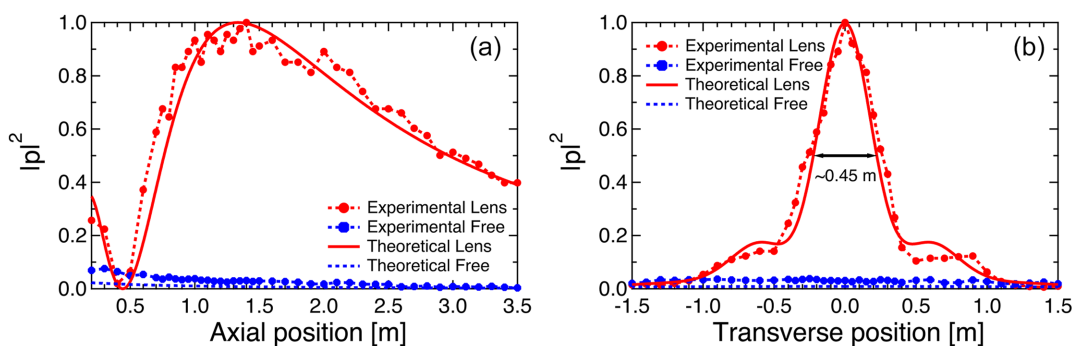 (a)
|p|²
1.0
0.8
0.6
0.4
0.2
0.0
Experimental Lens
Experimental Free
Theoretical Lens
Theoretical Free
0.5 1.0 1.5 2.0 2.5 3.0 3.5
Axial position [m]
(b)
|p|²
1.0
0.8
0.6
0.4
0.2
0.0
Experimental Lens
Experimental Free
Theoretical Lens
Theoretical Free
~0.45 m
-1.5 -1.0 -0.5 0.0 0.5 1.0 1.5
Transverse position [m]